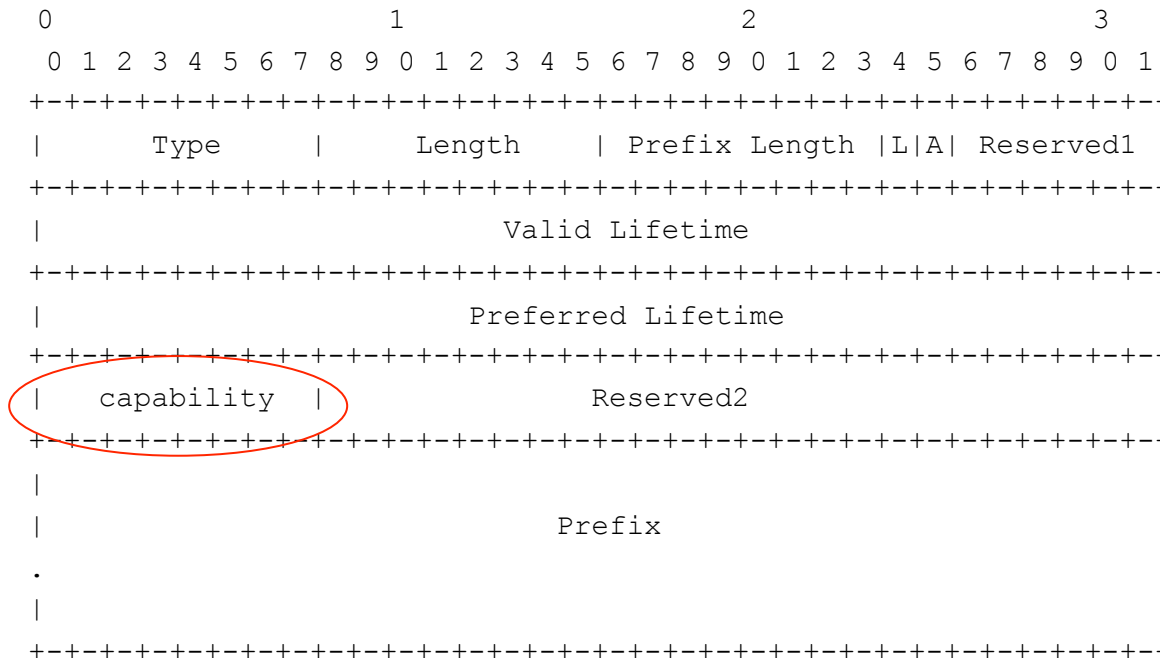 0 1 2 3
0 1 2 3 4 5 6 7 8 9 0 1 2 3 4 5 6 7 8 9 0 1 2 3 4 5 6 7 8 9 0 1
+-+-+-+-+-+-+-+-+-+-+-+-+-+-+-+-+-+-+-+-+-+-+-+-+-+-+-+-+-+-+-+-
| Type | Length | Prefix Length |L|A| Reserved1
+-+-+-+-+-+-+-+-+-+-+-+-+-+-+-+-+-+-+-+-+-+-+-+-+-+-+-+-+-+-+-+-
| Valid Lifetime
+-+-+-+-+-+-+-+-+-+-+-+-+-+-+-+-+-+-+-+-+-+-+-+-+-+-+-+-+-+-+-+-
| Preferred Lifetime
+-+-+-+-+-+-+-+-+-+-+-+-+-+-+-+-+-+-+-+-+-+-+-+-+-+-+-+-+-+-+-+-
| capability | Reserved2
+-+-+-+-+-+-+-+-+-+-+-+-+-+-+-+-+-+-+-+-+-+-+-+-+-+-+-+-+-+-+-+-
|
| Prefix
.
|
+-+-+-+-+-+-+-+-+-+-+-+-+-+-+-+-+-+-+-+-+-+-+-+-+-+-+-+-+-+-+-+-